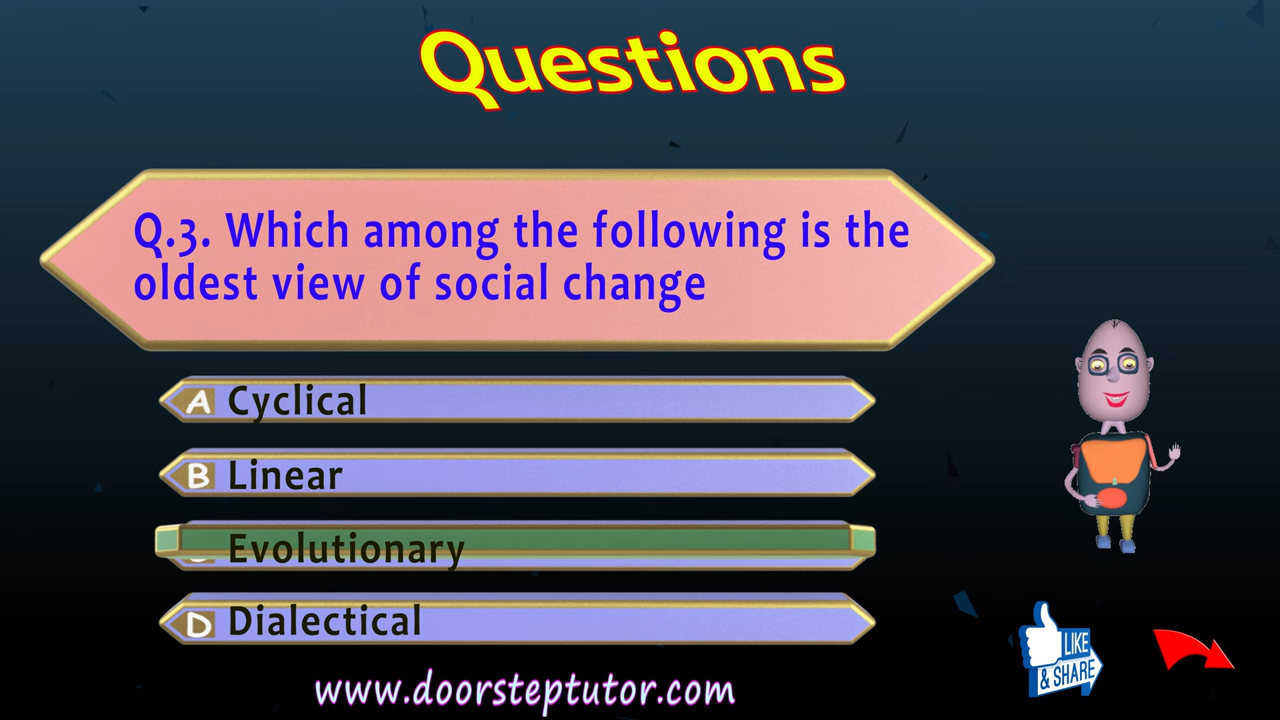 Questions
Q.3. Which among the following is the
oldest view of social change
A Cyclical
B Linear
Evolutionary
D Dialectical
www.doorsteptutor.com
LIKE
& SHARE